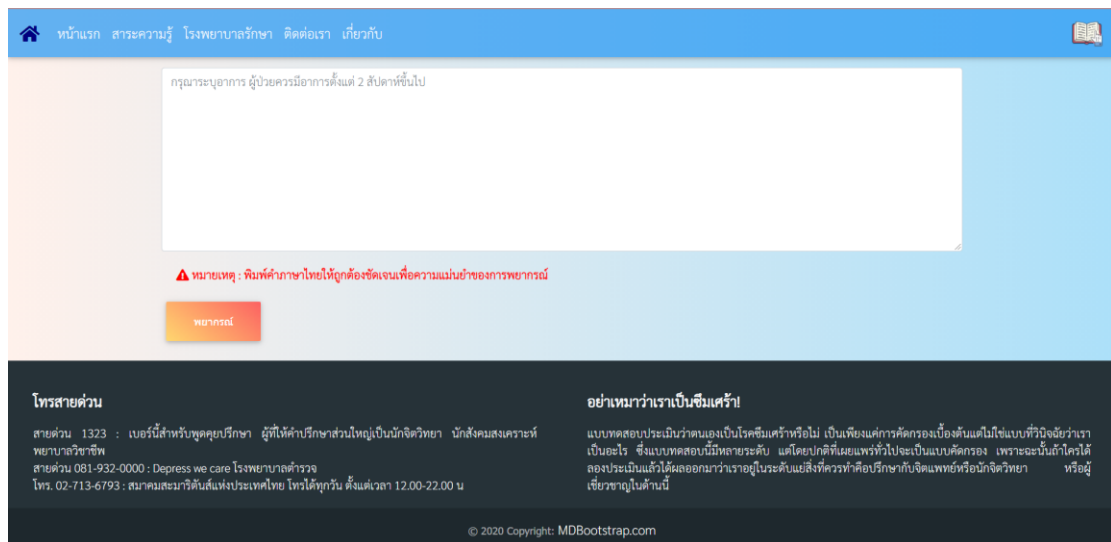 หน้าแรก สาระความรู้ โรงพยาบาลรักษา ติดต่อเรา เกี่ยวกับ
กรุณาระบุอาการ ผู้ป่วยควรมีอาการตั้งแต่ 2 สัปดาห์ขึ้นไป
หมายเหตุ : พิมพ์คำภาษาไทยให้ถูกต้องชัดเจนเพื่อความแม่นยำของการพยากรณ์
พยากรณ์
โทรสายด่วน
สายด่วน 1323 : เบอร์นี้สำหรับพูดคุยปรึกษา ผู้ที่ให้คำปรึกษาส่วนใหญ่เป็นนักจิตวิทยา นักสังคมสงเคราะห์
พยาบาลวิชาชีพ
สายด่วน 081-932-0000 : Depress we care โรงพยาบาลตำรวจ
โทร. 02-713-6793 : สมาคมสะมาริตันส์แห่งประเทศไทย โทรได้ทุกวัน ตั้งแต่เวลา 12.00-22.00 น
อย่าเหมาว่าเราเป็นซึมเศร้า!
แบบทดสอบประเมินว่าตนเองเป็นโรคซึมเศร้าหรือไม่ เป็นเพียงแค่การคัดกรองเบื้องต้นแต่ไม่ใช่แบบที่วินิจฉัยว่าเรา
เป็นอะไร ซึ่งแบบทดสอบนี้มีหลายระดับ แต่โดยปกติที่เผยแพร่ทั่วไปจะเป็นแบบคัดกรอง เพราะฉะนั้นถ้าใครได้
ลองประเมินแล้วได้ผลออกมาว่าเราอยู่ในระดับแย่สิ่งที่ควรทำคือปรึกษากับจิตแพทย์หรือนักจิตวิทยา หรือผู้
เชี่ยวชาญในด้านนี้
© 2020 Copyright: MDBootstrap.com